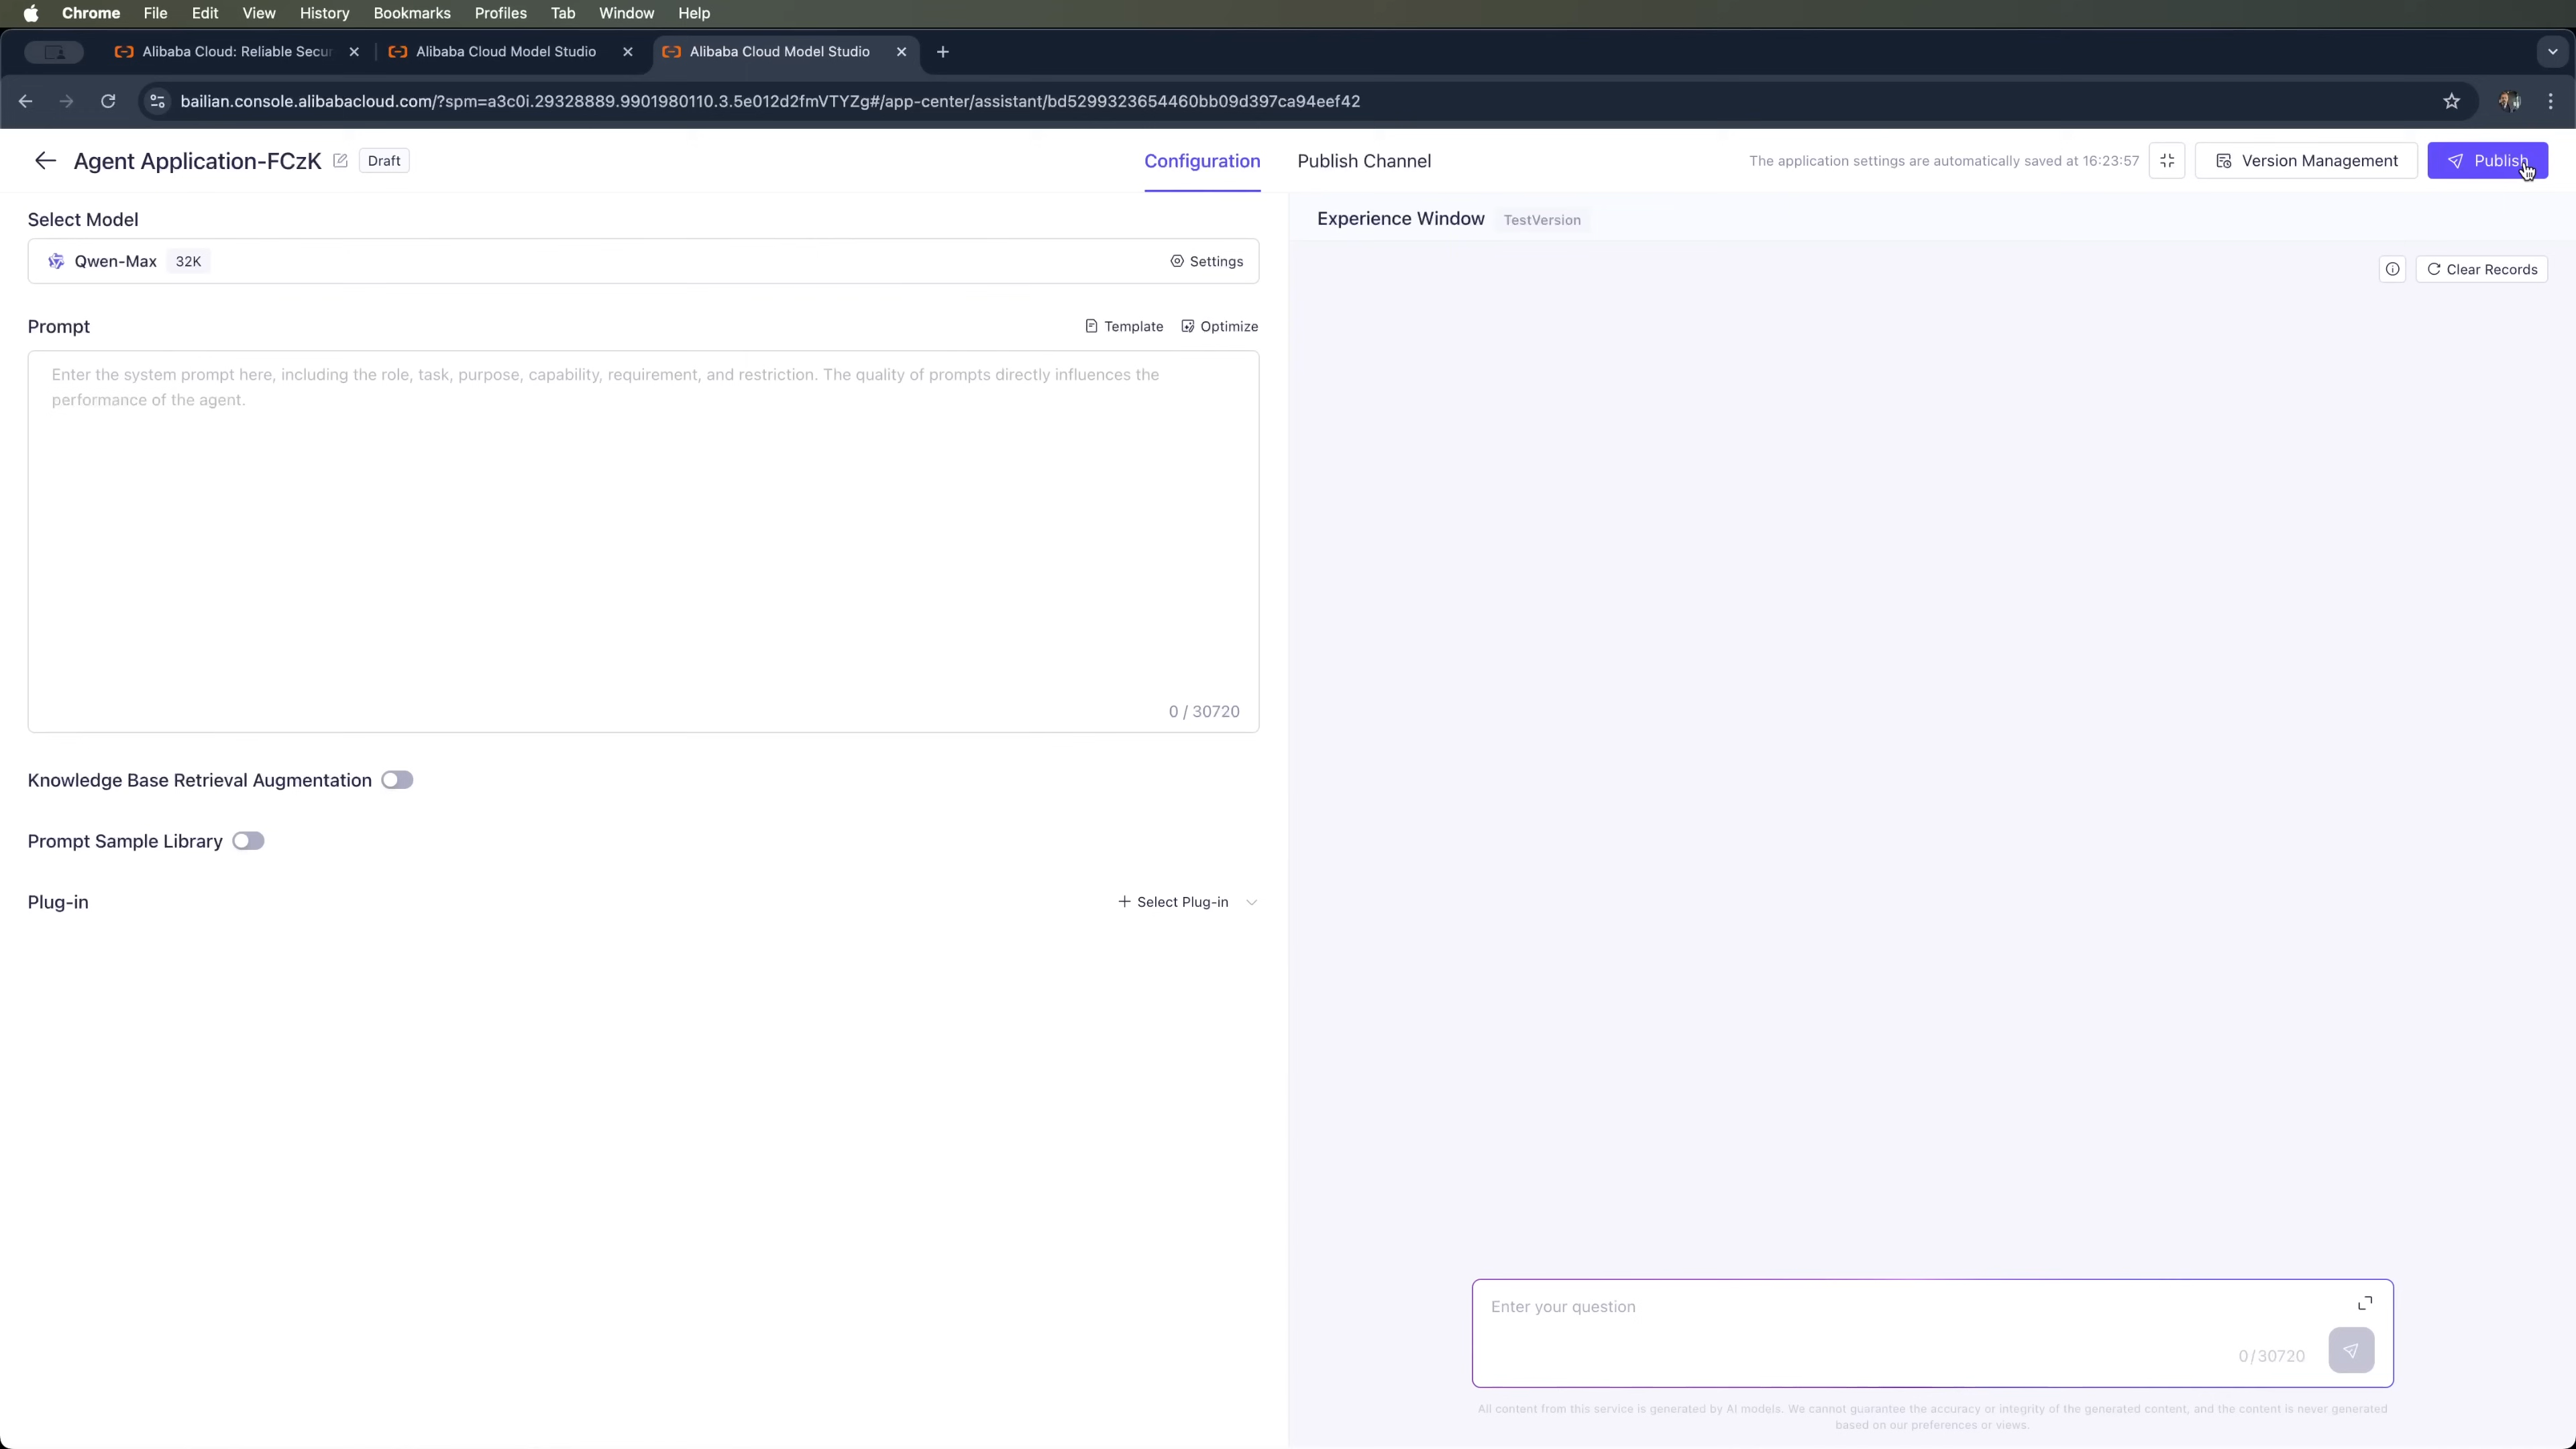 Chrome File Edit View History Bookmarks Profiles Tab Window Help
Alibaba Cloud: Reliable Secur Alibaba Cloud Model Studio Alibaba Cloud Model Studio
bailian.console.alibabacloud.com/?spm=a3c0i.29328889.9901980110.3.5e012d2fmVTYZg#/app-center/assistant/bd5299323654460bb09d397ca94eef42
Agent Application-FCzK Draft Configuration Publish Channel The application settings are automatically saved at 16:23:57 Version Management Publish
Select Model
Experience Window TestVersion
Qwen-Max 32K Settings
Clear Records
Prompt Template Optimize
Enter the system prompt here, including the role, task, purpose, capability, requirement, and restriction. The quality of prompts directly influences the
performance of the agent.
0 / 30720
Knowledge Base Retrieval Augmentation
Prompt Sample Library
Plug-in + Select Plug-in
Enter your question
0/30720
All content from this service is generated by AI models. We cannot guarantee the accuracy or integrity of the generated content, and the content is never generated
based on our preferences or views.